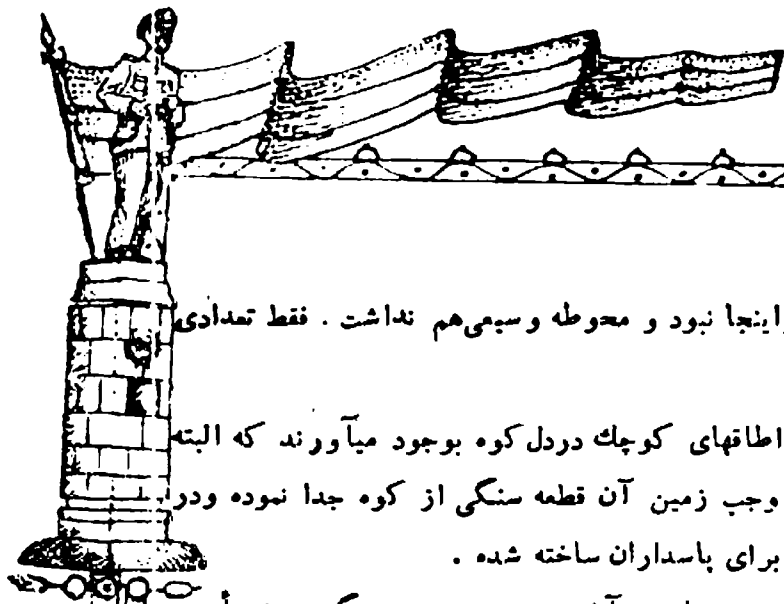 اینجا نبود و محوطه وسیعی‌هم نداشت . فقط تعدادی
اطاقهای کوچك دردل کوه بوجود میآورند که البته
وجب زمین آن قطعه سنگی از کوه جدا نموده ودر
برای پاسداران ساخته شده .